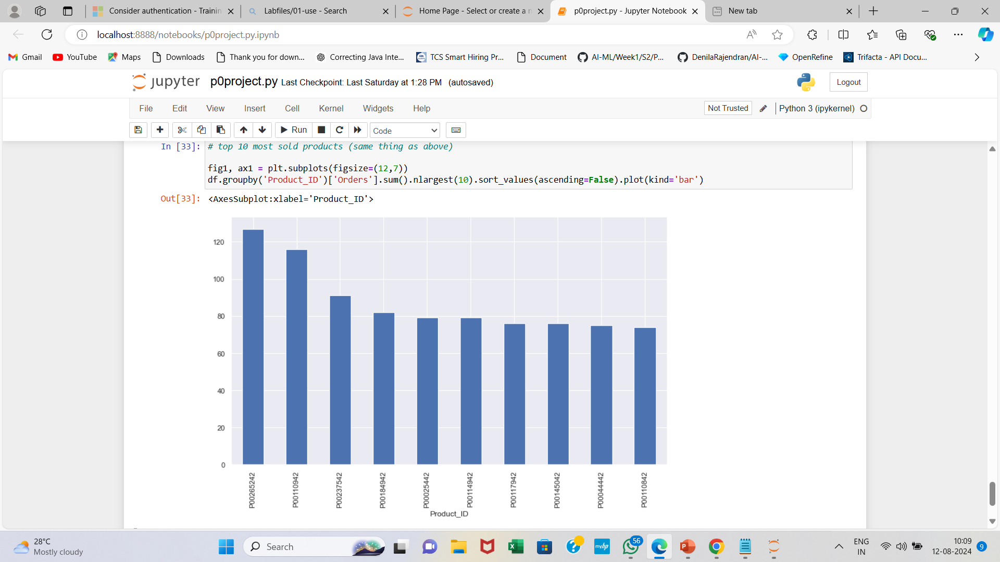 Consider authentication - Trainin
Labfiles/01-use - Search
Home Page - Select or create a n
p0project.py - Jupyter Notebook
New tab
localhost:8888/notebooks/p0project.py.ipynb
Gmail
YouTube
Maps
Downloads
Thank you for down...
Correcting Java Inte...
TCS Smart Hiring Pr...
Document
AI-ML/Week1/S2/P...
DenilaRajendran/AI-...
OpenRefine
Trifacta - API Docu...
jupyter p0project.py Last Checkpoint: Last Saturday at 1:28 PM (autosaved)
Logout
File Edit View Insert Cell Kernel Widgets Help
Not Trusted
Python 3 (ipykernel)
Run
Code
In [33]: # top 10 most sold products (same thing as above)
fig1, ax1 = plt.subplots(figsize=(12,7))
df.groupby('Product_ID')['Orders'].sum().nlargest(10).sort_values(ascending=False).plot(kind='bar')
Out[33]: <AxesSubplot:xlabel='Product_ID'>
120
100
80
60
40
20
0
P00265242
P00110942
P00237542
P00184942
P00025442
P00114942
P00117942
P00145042
P00044442
P00110842
Product_ID
28°C
Mostly cloudy
Search
myhp
56
ENG
IN
10:09
12-08-2024
9